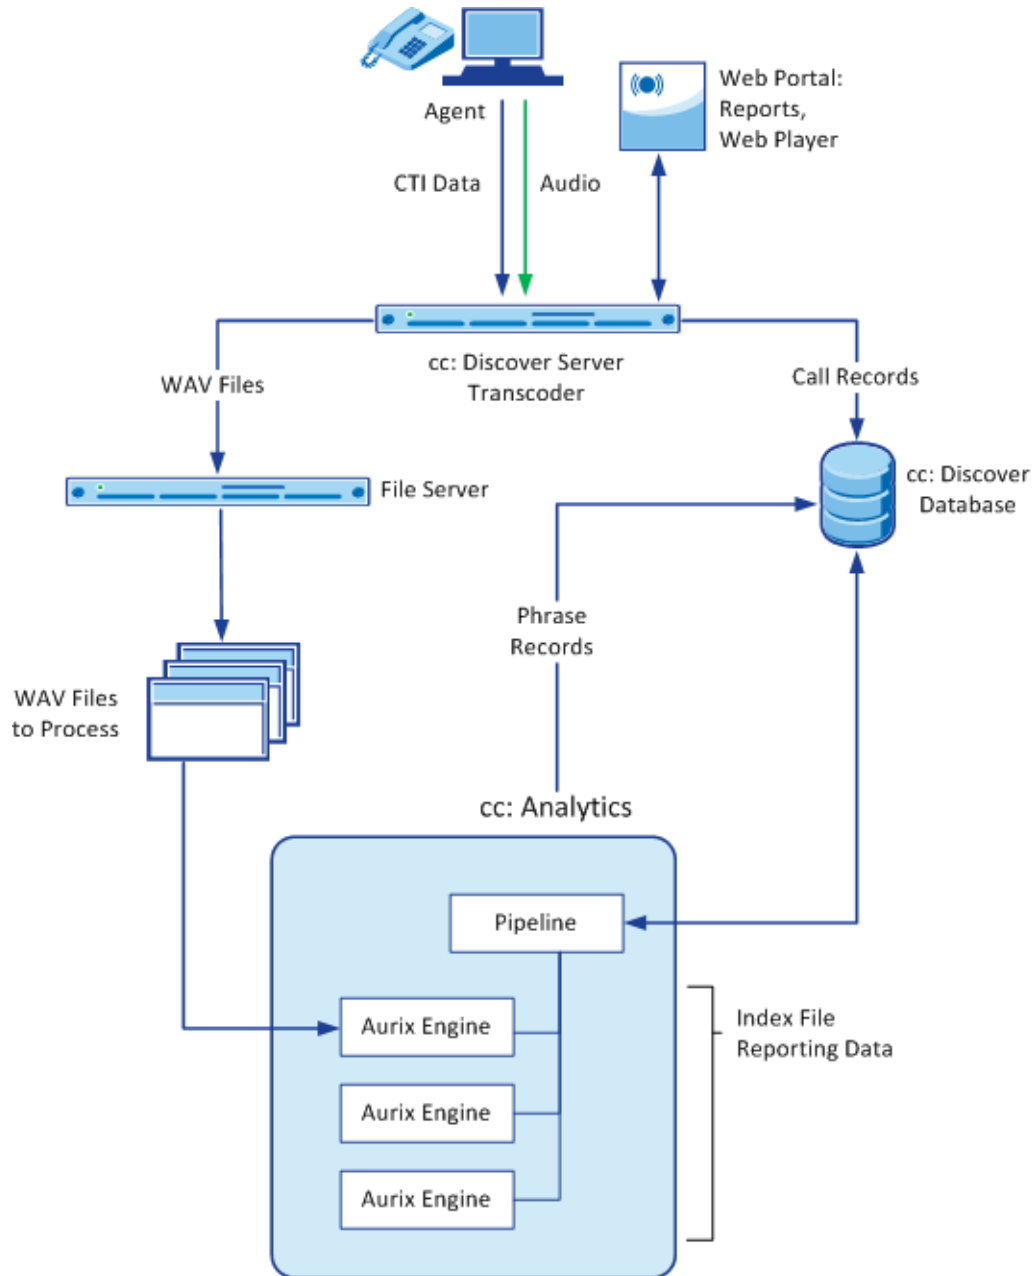 Agent
Web Portal:
Reports,
Web Player
CTI Data
Audio
cc: Discover Server
Transcoder
WAV Files
Call Records
File Server
cc: Discover
Database
Phrase
Records
WAV Files
to Process
cc: Analytics
Pipeline
Aurix Engine
Aurix Engine
Aurix Engine
Index File
Reporting Data